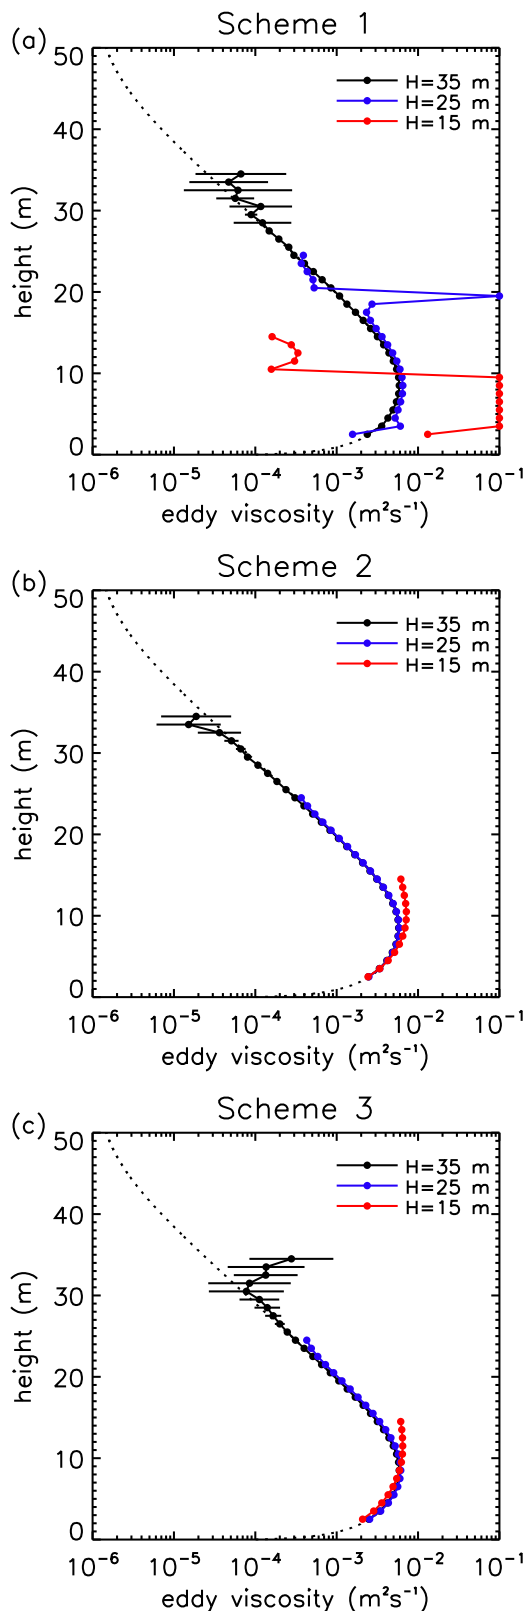 Scheme 1
(a)
50
40
30
20
10
0
height (m)
H=35 m
H=25 m
H=15 m
10⁻⁶ 10⁻⁵ 10⁻⁴ 10⁻³ 10⁻² 10⁻¹
eddy viscosity (m²s⁻¹)
Scheme 2
(b)
50
40
30
20
10
0
height (m)
H=35 m
H=25 m
H=15 m
10⁻⁶ 10⁻⁵ 10⁻⁴ 10⁻³ 10⁻² 10⁻¹
eddy viscosity (m²s⁻¹)
Scheme 3
(c)
50
40
30
20
10
0
height (m)
H=35 m
H=25 m
H=15 m
10⁻⁶ 10⁻⁵ 10⁻⁴ 10⁻³ 10⁻² 10⁻¹
eddy viscosity (m²s⁻¹)